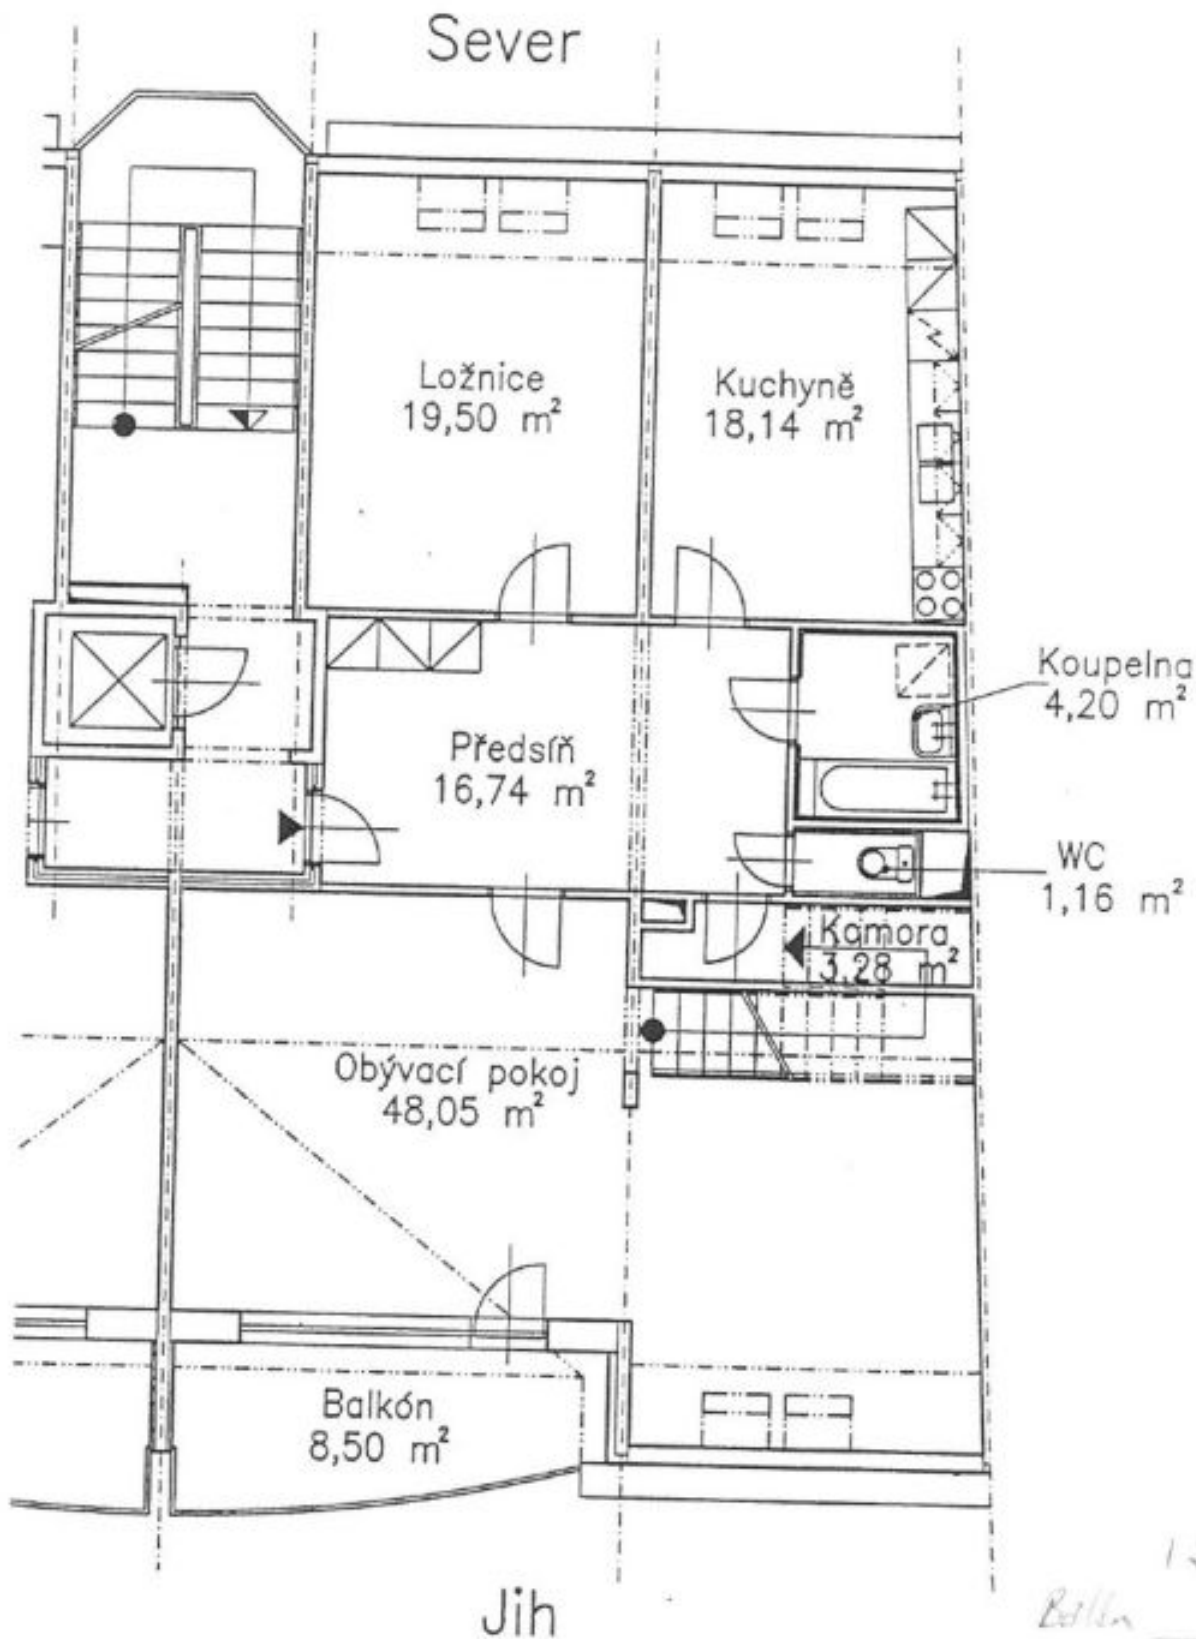 Sever
Ložnice
19,50 m²
Kuchyně
18,14 m²
Koupelna
4,20 m²
Předsíň
16,74 m²
WC
1,16 m²
Komora
3,28 m²
Obývací pokoj
48,05 m²
Balkón
8,50 m²
Jih